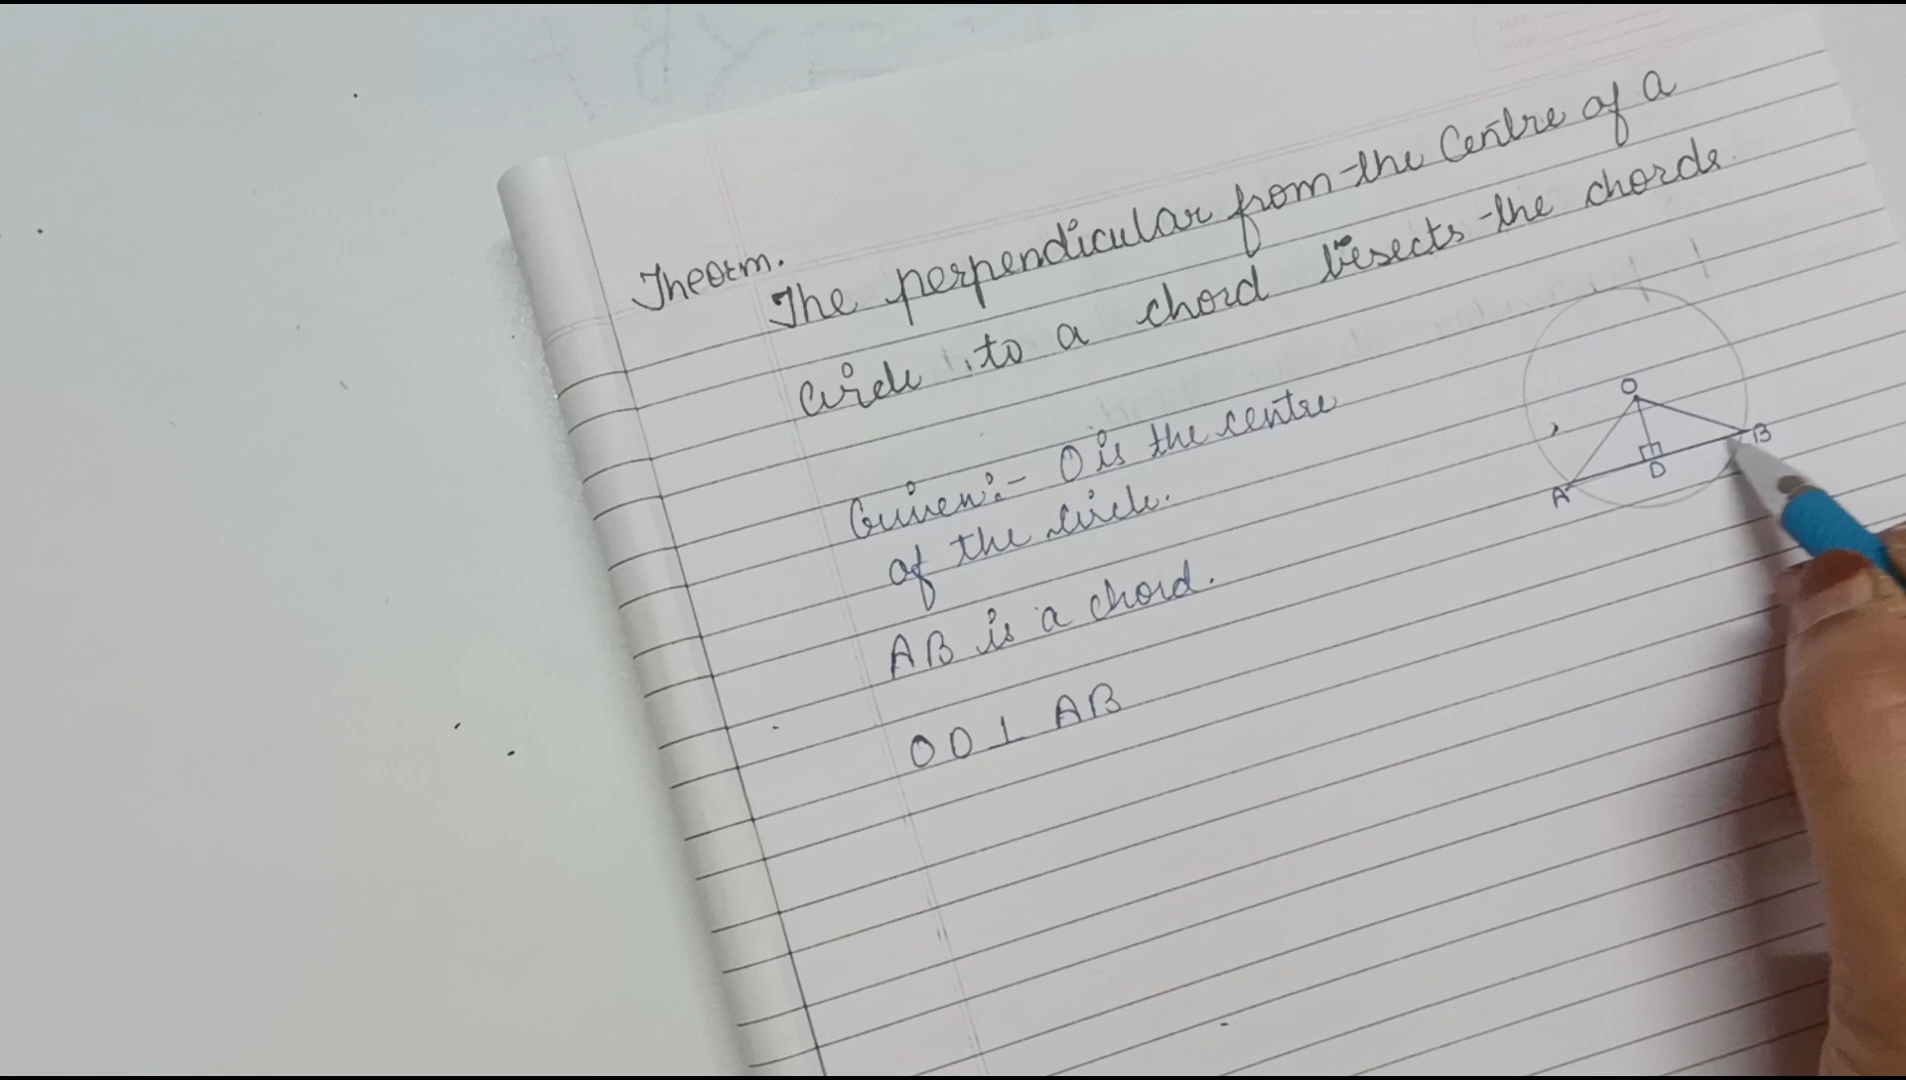 Theorm.
The perpendicular from the Centre of a
Circle to a chord bisects the chords
Given:- O is the centre
of the circle.
AB is a chord.
OD ⊥ AB
O
B
D
A